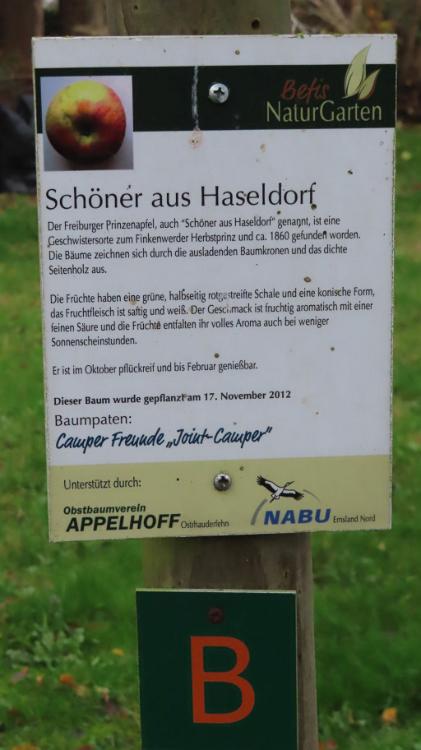 Befis
NaturGarten
Schöner aus Haseldorf
Der Freiburger Prinzenapfel, auch "Schöner aus Haseldorf" genannt, ist eine
Geschwistersorte zum Finkenwerder Herbstprinz und ca. 1860 gefunden worden.
Die Bäume zeichnen sich durch die ausladenden Baumkronen und das dichte
Seitenholz aus.
Die Früchte haben eine grüne, halbseitig rotgestreifte Schale und eine konische Form,
das Fruchtfleisch ist saftig und weiß. Der Geschmack ist fruchtig aromatisch mit einer
feinen Säure und die Früchte entfalten ihr volles Aroma auch bei weniger
Sonnenscheinstunden.
Er ist im Oktober pflückreif und bis Februar genießbar.
Dieser Baum wurde gepflanzt am 17. November 2012
Baumpaten:
Camper Freunde „Joint-Camper"
Unterstützt durch:
Obstbaumverein
APPELHOFF Ostrhauderfehn
NABU Emsland Nord
B